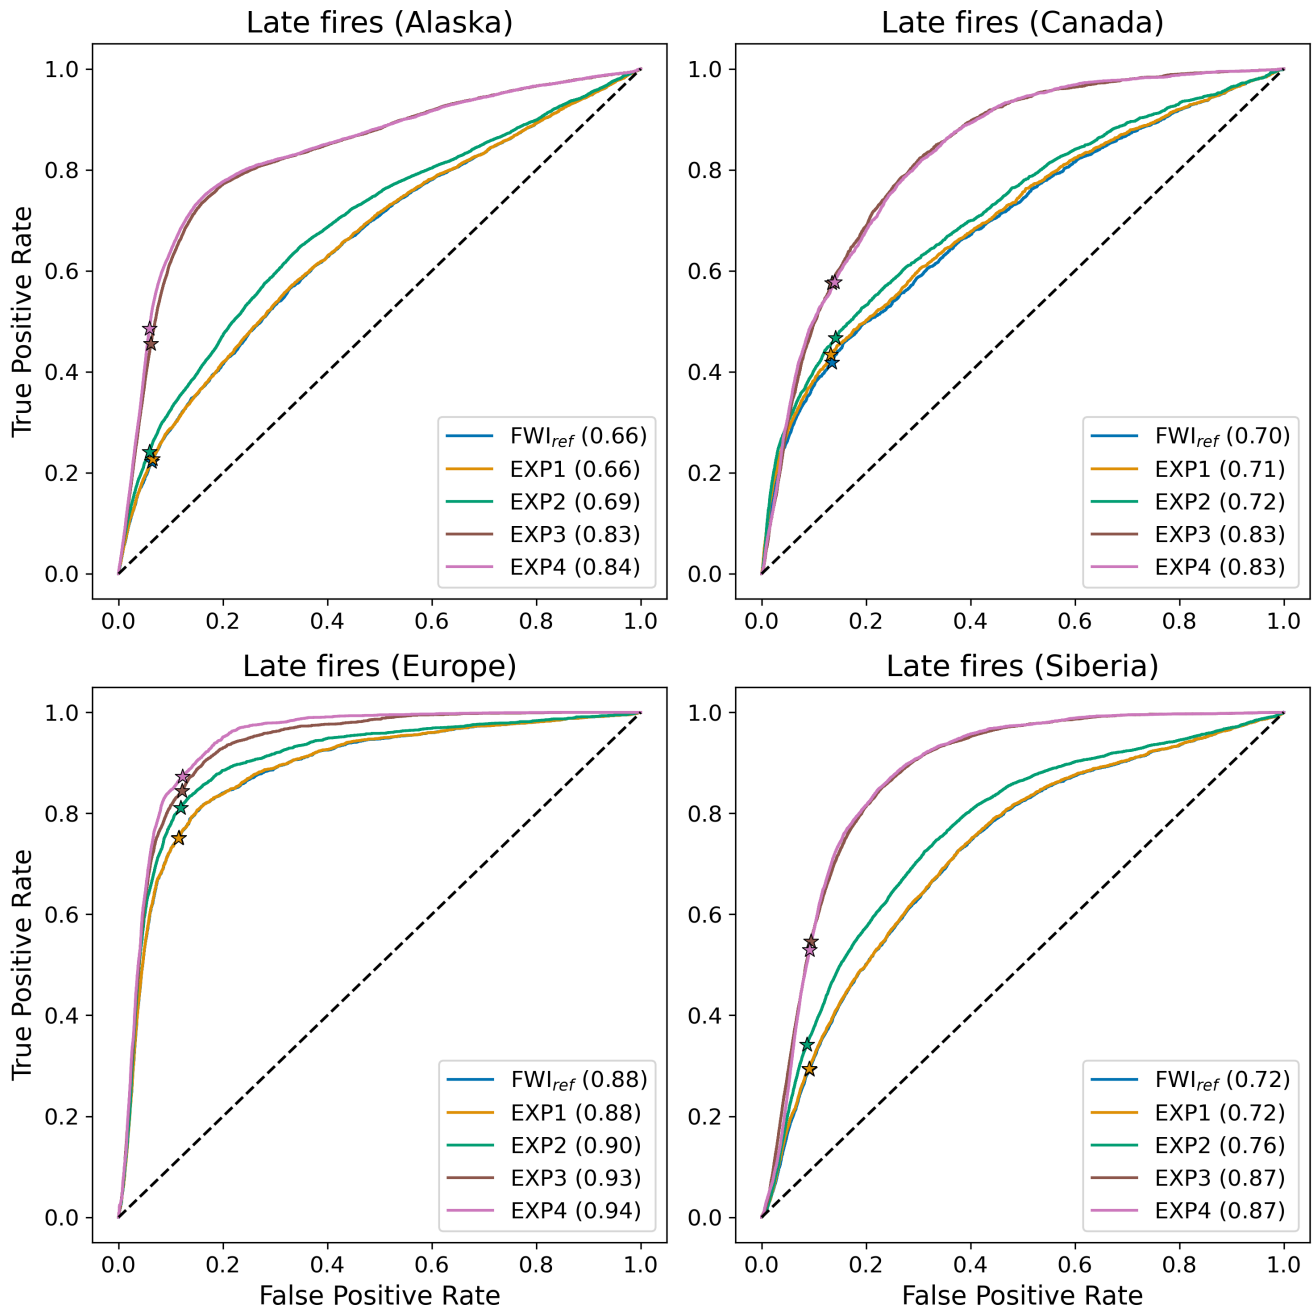 Late fires (Alaska)
True Positive Rate
1.0
0.8
0.6
0.4
0.2
0.0
0.0 0.2 0.4 0.6 0.8 1.0
FWIref (0.66)
EXP1 (0.66)
EXP2 (0.69)
EXP3 (0.83)
EXP4 (0.84)
Late fires (Canada)
1.0
0.8
0.6
0.4
0.2
0.0
0.0 0.2 0.4 0.6 0.8 1.0
FWIref (0.70)
EXP1 (0.71)
EXP2 (0.72)
EXP3 (0.83)
EXP4 (0.83)
Late fires (Europe)
True Positive Rate
1.0
0.8
0.6
0.4
0.2
0.0
0.0 0.2 0.4 0.6 0.8 1.0
False Positive Rate
FWIref (0.88)
EXP1 (0.88)
EXP2 (0.90)
EXP3 (0.93)
EXP4 (0.94)
Late fires (Siberia)
1.0
0.8
0.6
0.4
0.2
0.0
0.0 0.2 0.4 0.6 0.8 1.0
False Positive Rate
FWIref (0.72)
EXP1 (0.72)
EXP2 (0.76)
EXP3 (0.87)
EXP4 (0.87)